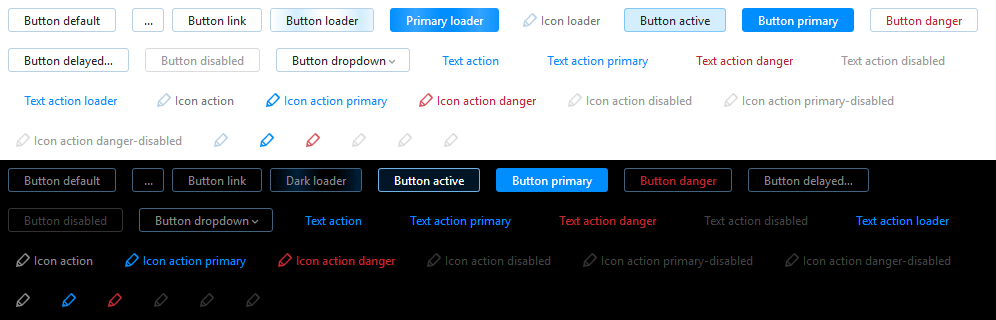 Button default ... Button link Button loader Primary loader Icon loader Button active Button primary Button danger
Button delayed... Button disabled Button dropdown Text action Text action primary Text action danger Text action disabled
Text action loader Icon action Icon action primary Icon action danger Icon action disabled Icon action primary-disabled
Icon action danger-disabled
Button default ... Button link Dark loader Button active Button primary Button danger Button delayed...
Button disabled Button dropdown Text action Text action primary Text action danger Text action disabled Text action loader
Icon action Icon action primary Icon action danger Icon action disabled Icon action primary-disabled Icon action danger-disabled